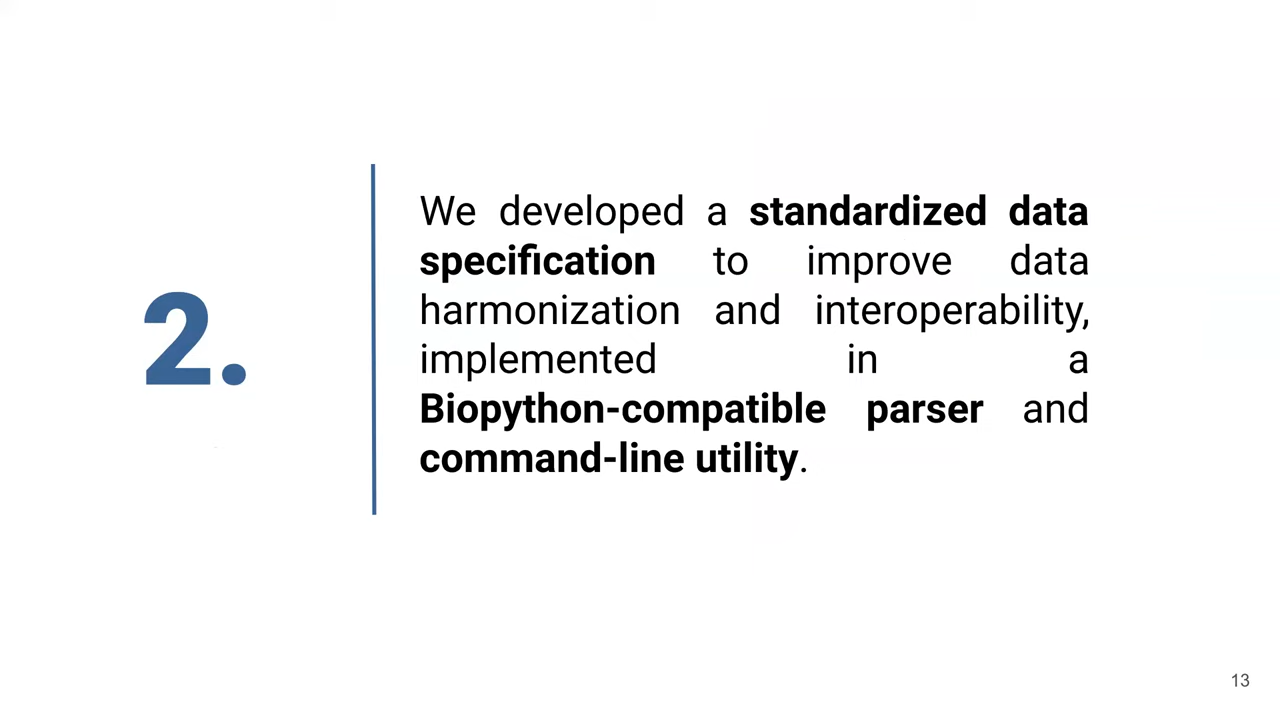 2.
We developed a standardized data
specification to improve data
harmonization and interoperability,
implemented in a
Biopython-compatible parser and
command-line utility.
13